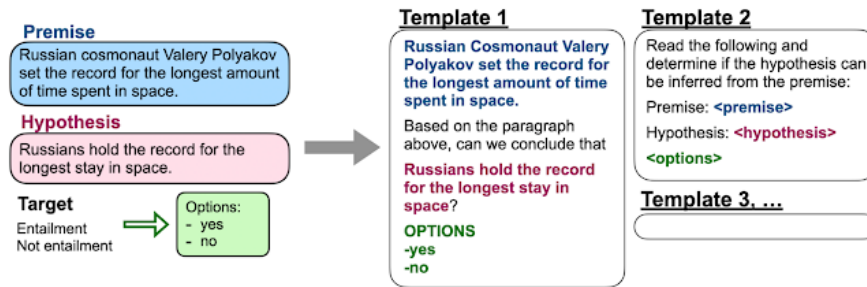 Premise
Russian cosmonaut Valery Polyakov
set the record for the longest amount
of time spent in space.
Hypothesis
Russians hold the record for the
longest stay in space.
Target
Entailment
Not entailment
Options:
- yes
- no
Template 1
Russian Cosmonaut Valery
Polyakov set the record for
the longest amount of time
spent in space.
Based on the paragraph
above, can we conclude that
Russians hold the record
for the longest stay in
space?
OPTIONS
-yes
-no
Template 2
Read the following and
determine if the hypothesis can
be inferred from the premise:
Premise: <premise>
Hypothesis: <hypothesis>
<options>
Template 3, ...